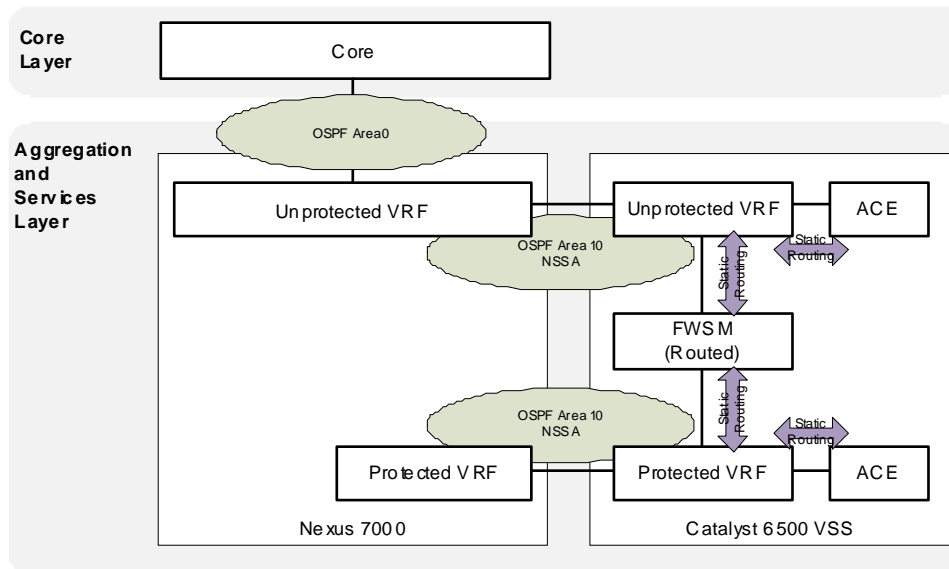 Core
Layer
Core
OSPF Area0
Aggregation
and
Services
Layer
Unprotected VRF
Unprotected VRF
ACE
OSPF Area 10
NSSA
Static
Routing
Static
Routing
FWSM
(Routed)
Static
Routing
OSPF Area 10
NSSA
Static
Routing
Protected VRF
Protected VRF
ACE
Nexus 7000
Catalyst 6500 VSS